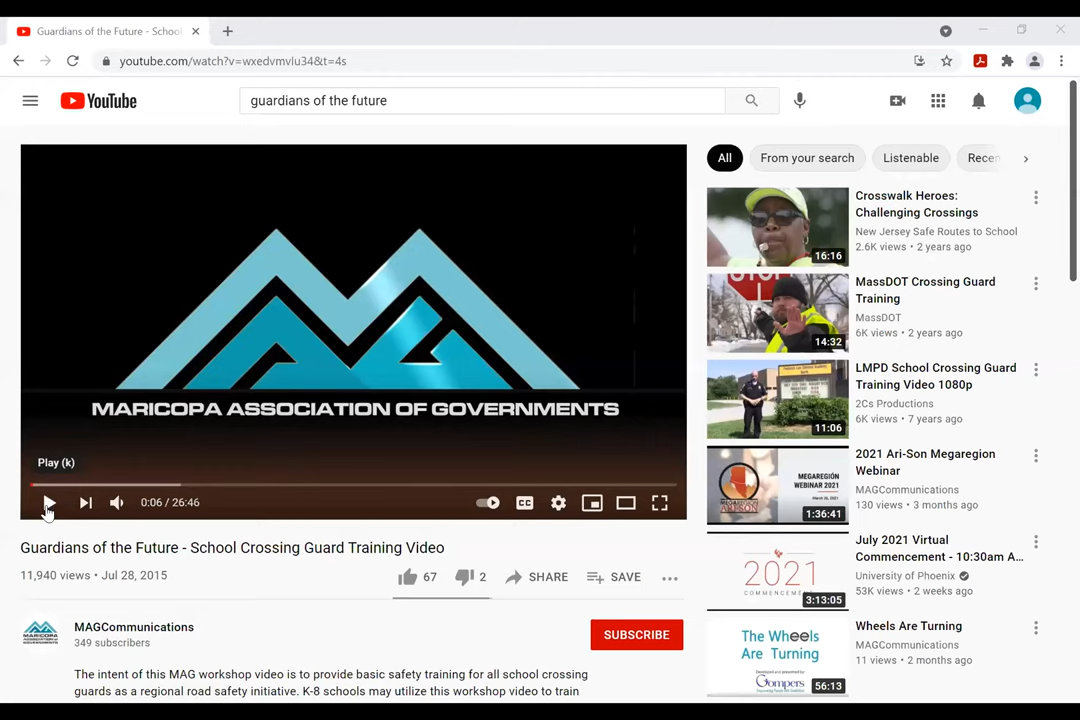 Guardians of the Future - School
youtube.com/watch?v=wxedvmvlu34&t=4s
YouTube
guardians of the future
MARICOPA ASSOCIATION OF GOVERNMENTS
Play (k)
0:06 / 26:46
CC
Guardians of the Future - School Crossing Guard Training Video
11,940 views • Jul 28, 2015
67
2
SHARE
SAVE
MARICOPA
MAGCommunications
349 subscribers
SUBSCRIBE
The intent of this MAG workshop video is to provide basic safety training for all school crossing
guards as a regional road safety initiative. K-8 schools may utilize this workshop video to train
All
From your search
Listenable
Recen
16:16
Crosswalk Heroes:
Challenging Crossings
New Jersey Safe Routes to School
2.6K views • 2 years ago
STOP
14:32
MassDOT Crossing Guard
Training
MassDOT
6K views • 2 years ago
11:06
LMPD School Crossing Guard
Training Video 1080p
2Cs Productions
6K views • 7 years ago
MEGAREGIÓN
WEBINAR 2021
1:36:41
2021 Ari-Son Megaregion
Webinar
MAGCommunications
130 views • 3 months ago
2021
COMMENCEMENT
3:13:05
July 2021 Virtual
Commencement - 10:30am A...
University of Phoenix
53K views • 2 weeks ago
The Wheels
Are Turning
Gompers
56:13
Wheels Are Turning
MAGCommunications
11 views • 2 months ago